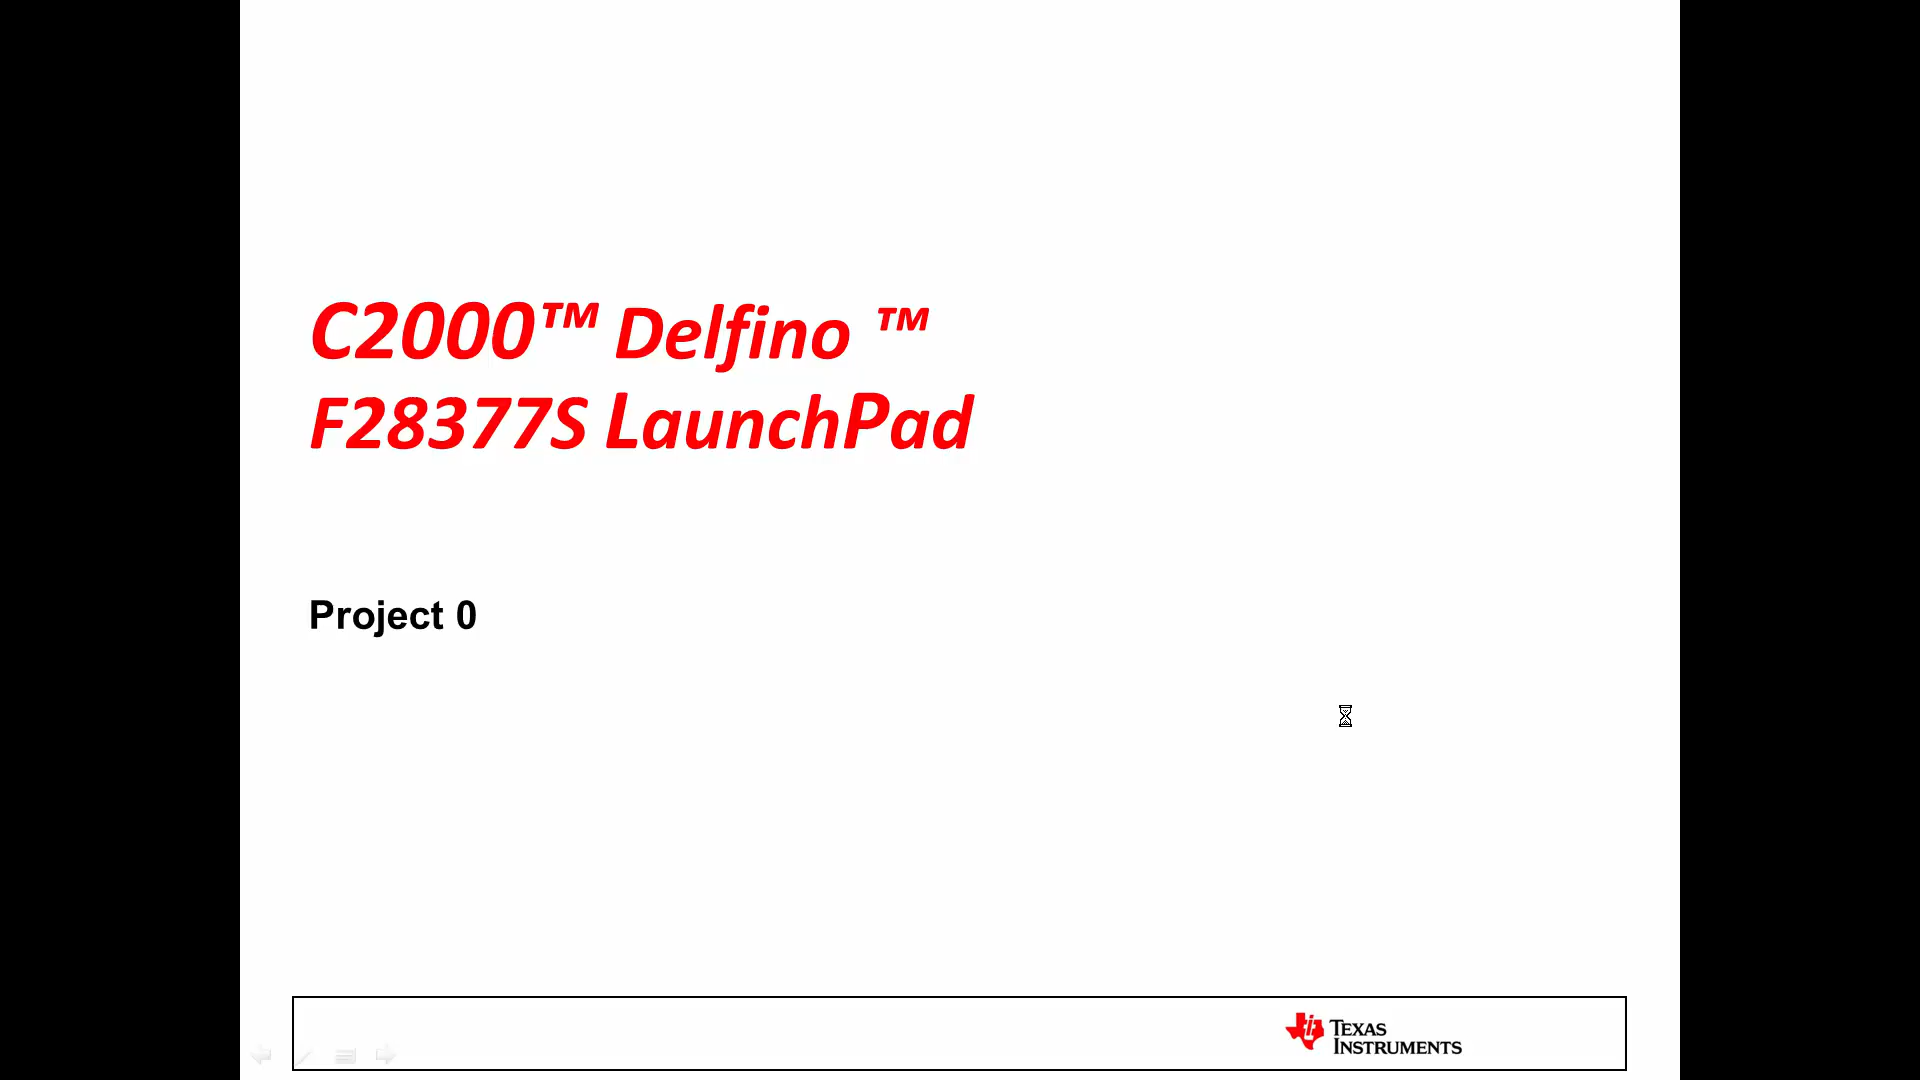 C2000™ Delfino ™
F28377S LaunchPad
Project 0
TEXAS
INSTRUMENTS